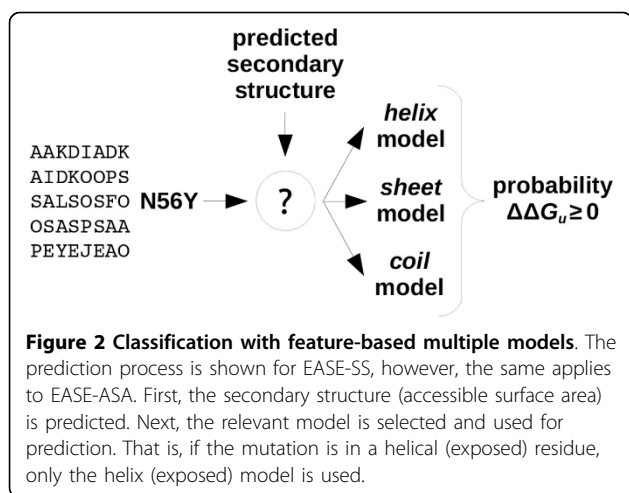 predicted
secondary
structure
AAKDIADK
AIDKOOPS
SALSOSFO
OSASPSAA
PEYEJEAO
N56Y
?
helix
model
sheet
model
coil
model
probability
ΔΔGu ≥ 0
Figure 2 Classification with feature-based multiple models. The
prediction process is shown for EASE-SS, however, the same applies
to EASE-ASA. First, the secondary structure (accessible surface area)
is predicted. Next, the relevant model is selected and used for
prediction. That is, if the mutation is in a helical (exposed) residue,
only the helix (exposed) model is used.